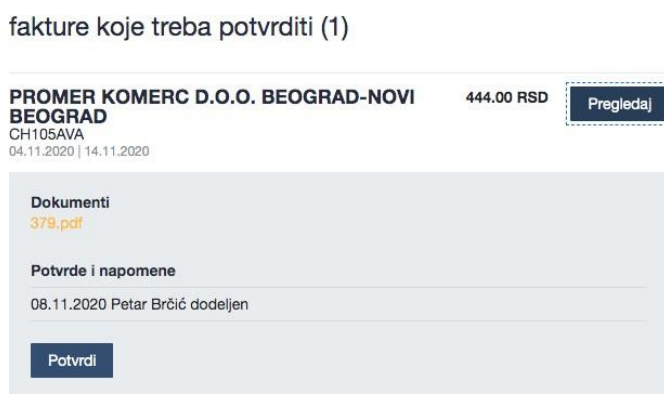 fakture koje treba potvrditi (1)
PROMER KOMERC D.O.O. BEOGRAD-NOVI BEOGRAD 444.00 RSD Pregledaj
CH105AVA
04.11.2020 | 14.11.2020
Dokumenti
379.pdf
Potvrde i napomene
08.11.2020 Petar Brčić dodeljen
Potvrdi